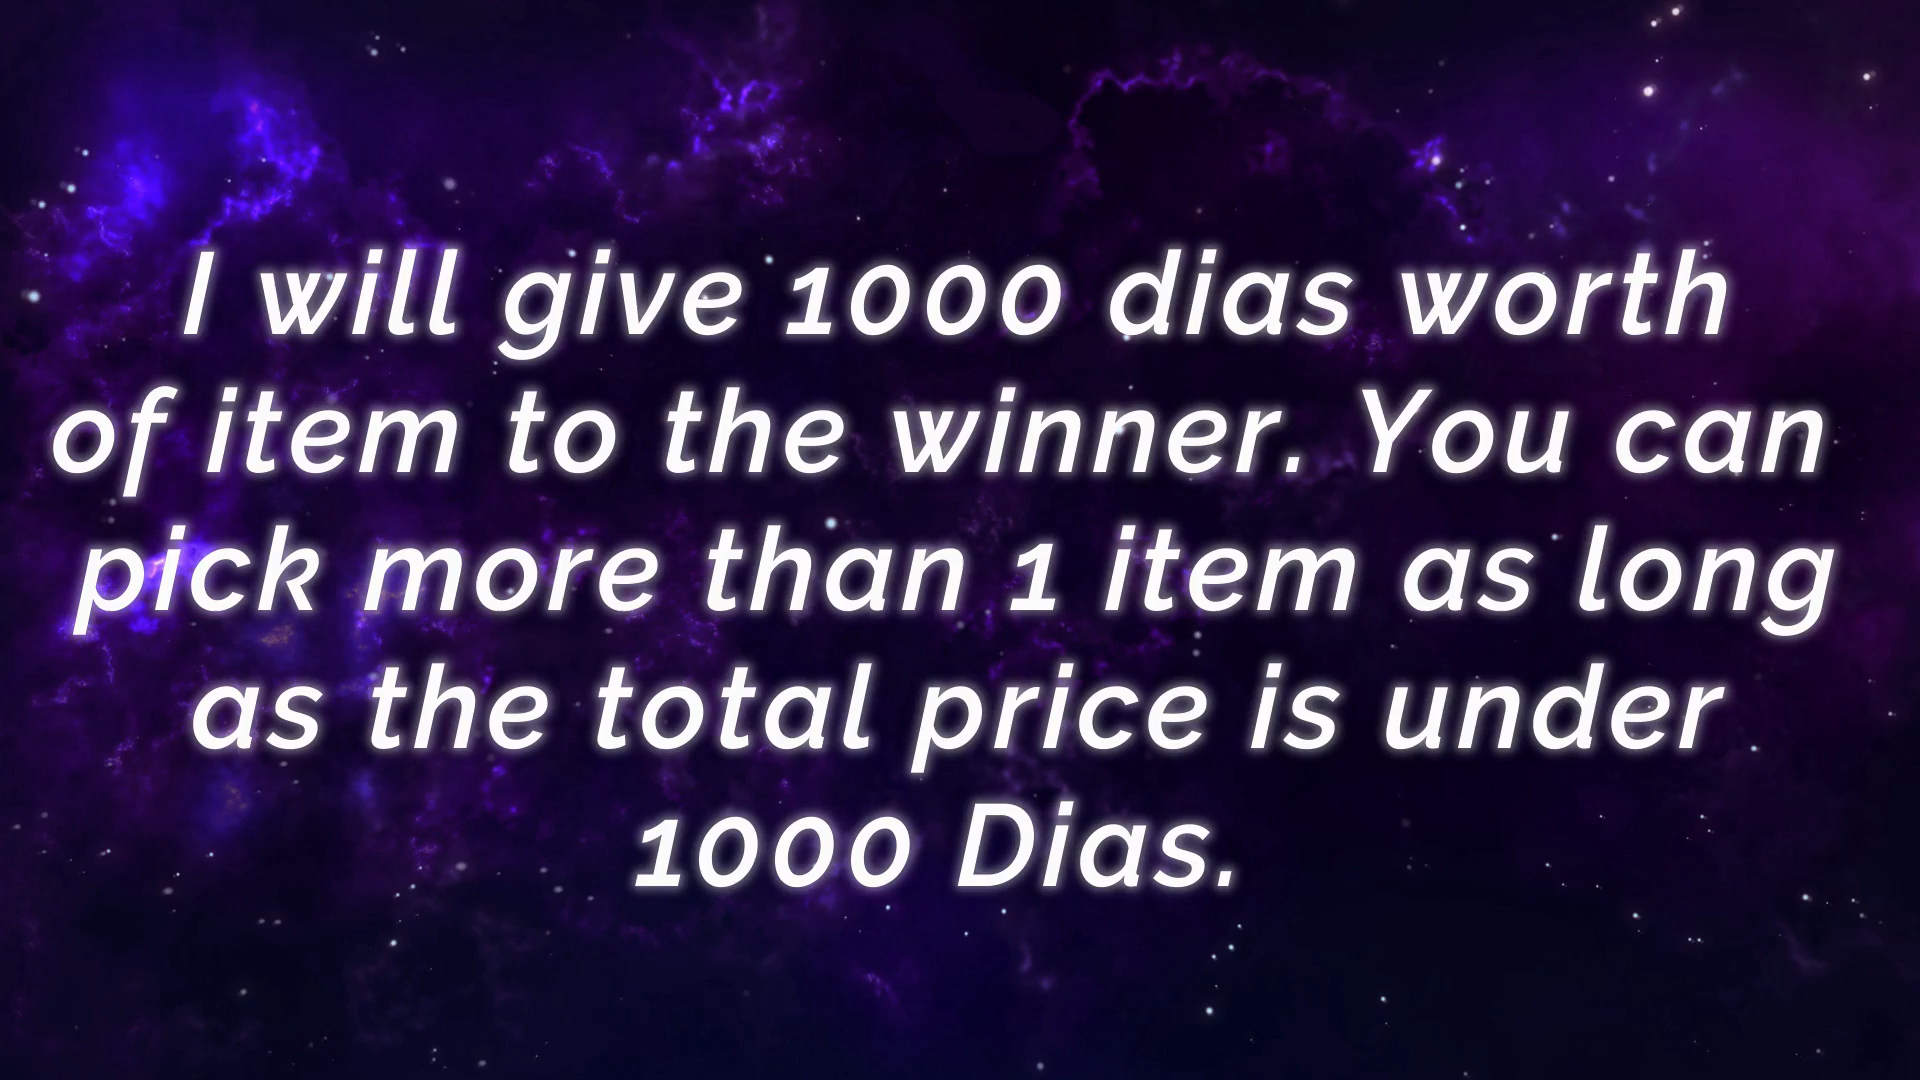 I will give 1000 dias worth
of item to the winner. You can
pick more than 1 item as long
as the total price is under
1000 Dias.